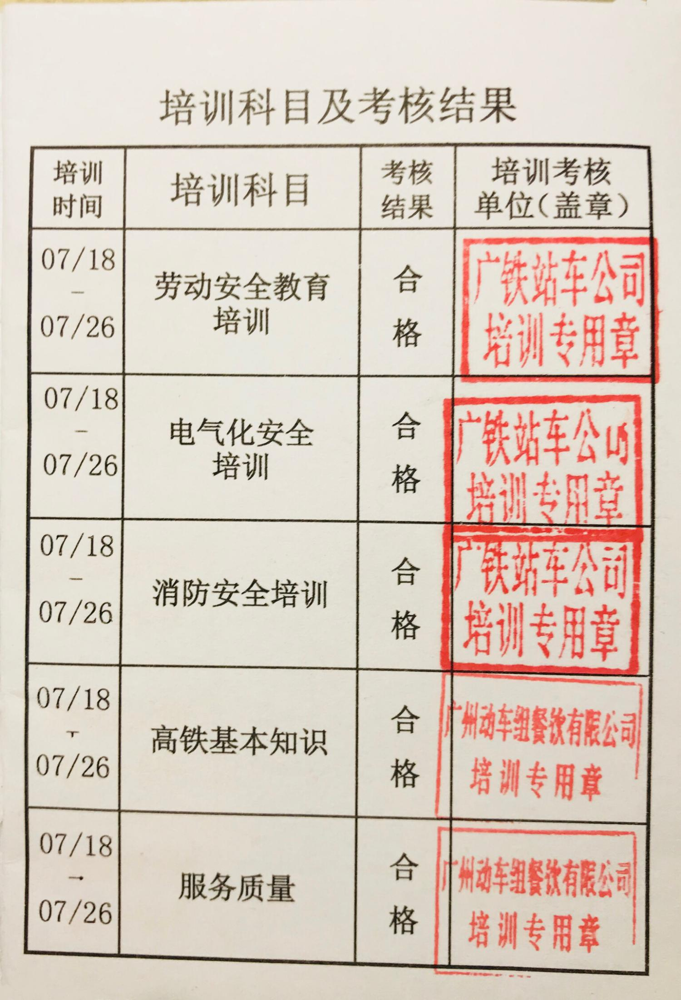 培训科目及考核结果
培训
时间
培训科目
考核
结果
培训考核
单位(盖章)
07/18
-
07/26
劳动安全教育
培训
合
格
广铁站车公司
培训专用章
07/18
-
07/26
电气化安全
培训
合
格
广铁站车公司
培训专用章
07/18
-
07/26
消防安全培训
合
格
广铁站车公司
培训专用章
07/18
-
07/26
高铁基本知识
合
格
广州动车组餐饮有限公司
培训专用章
07/18
-
07/26
服务质量
合
格
广州动车组餐饮有限公司
培训专用章